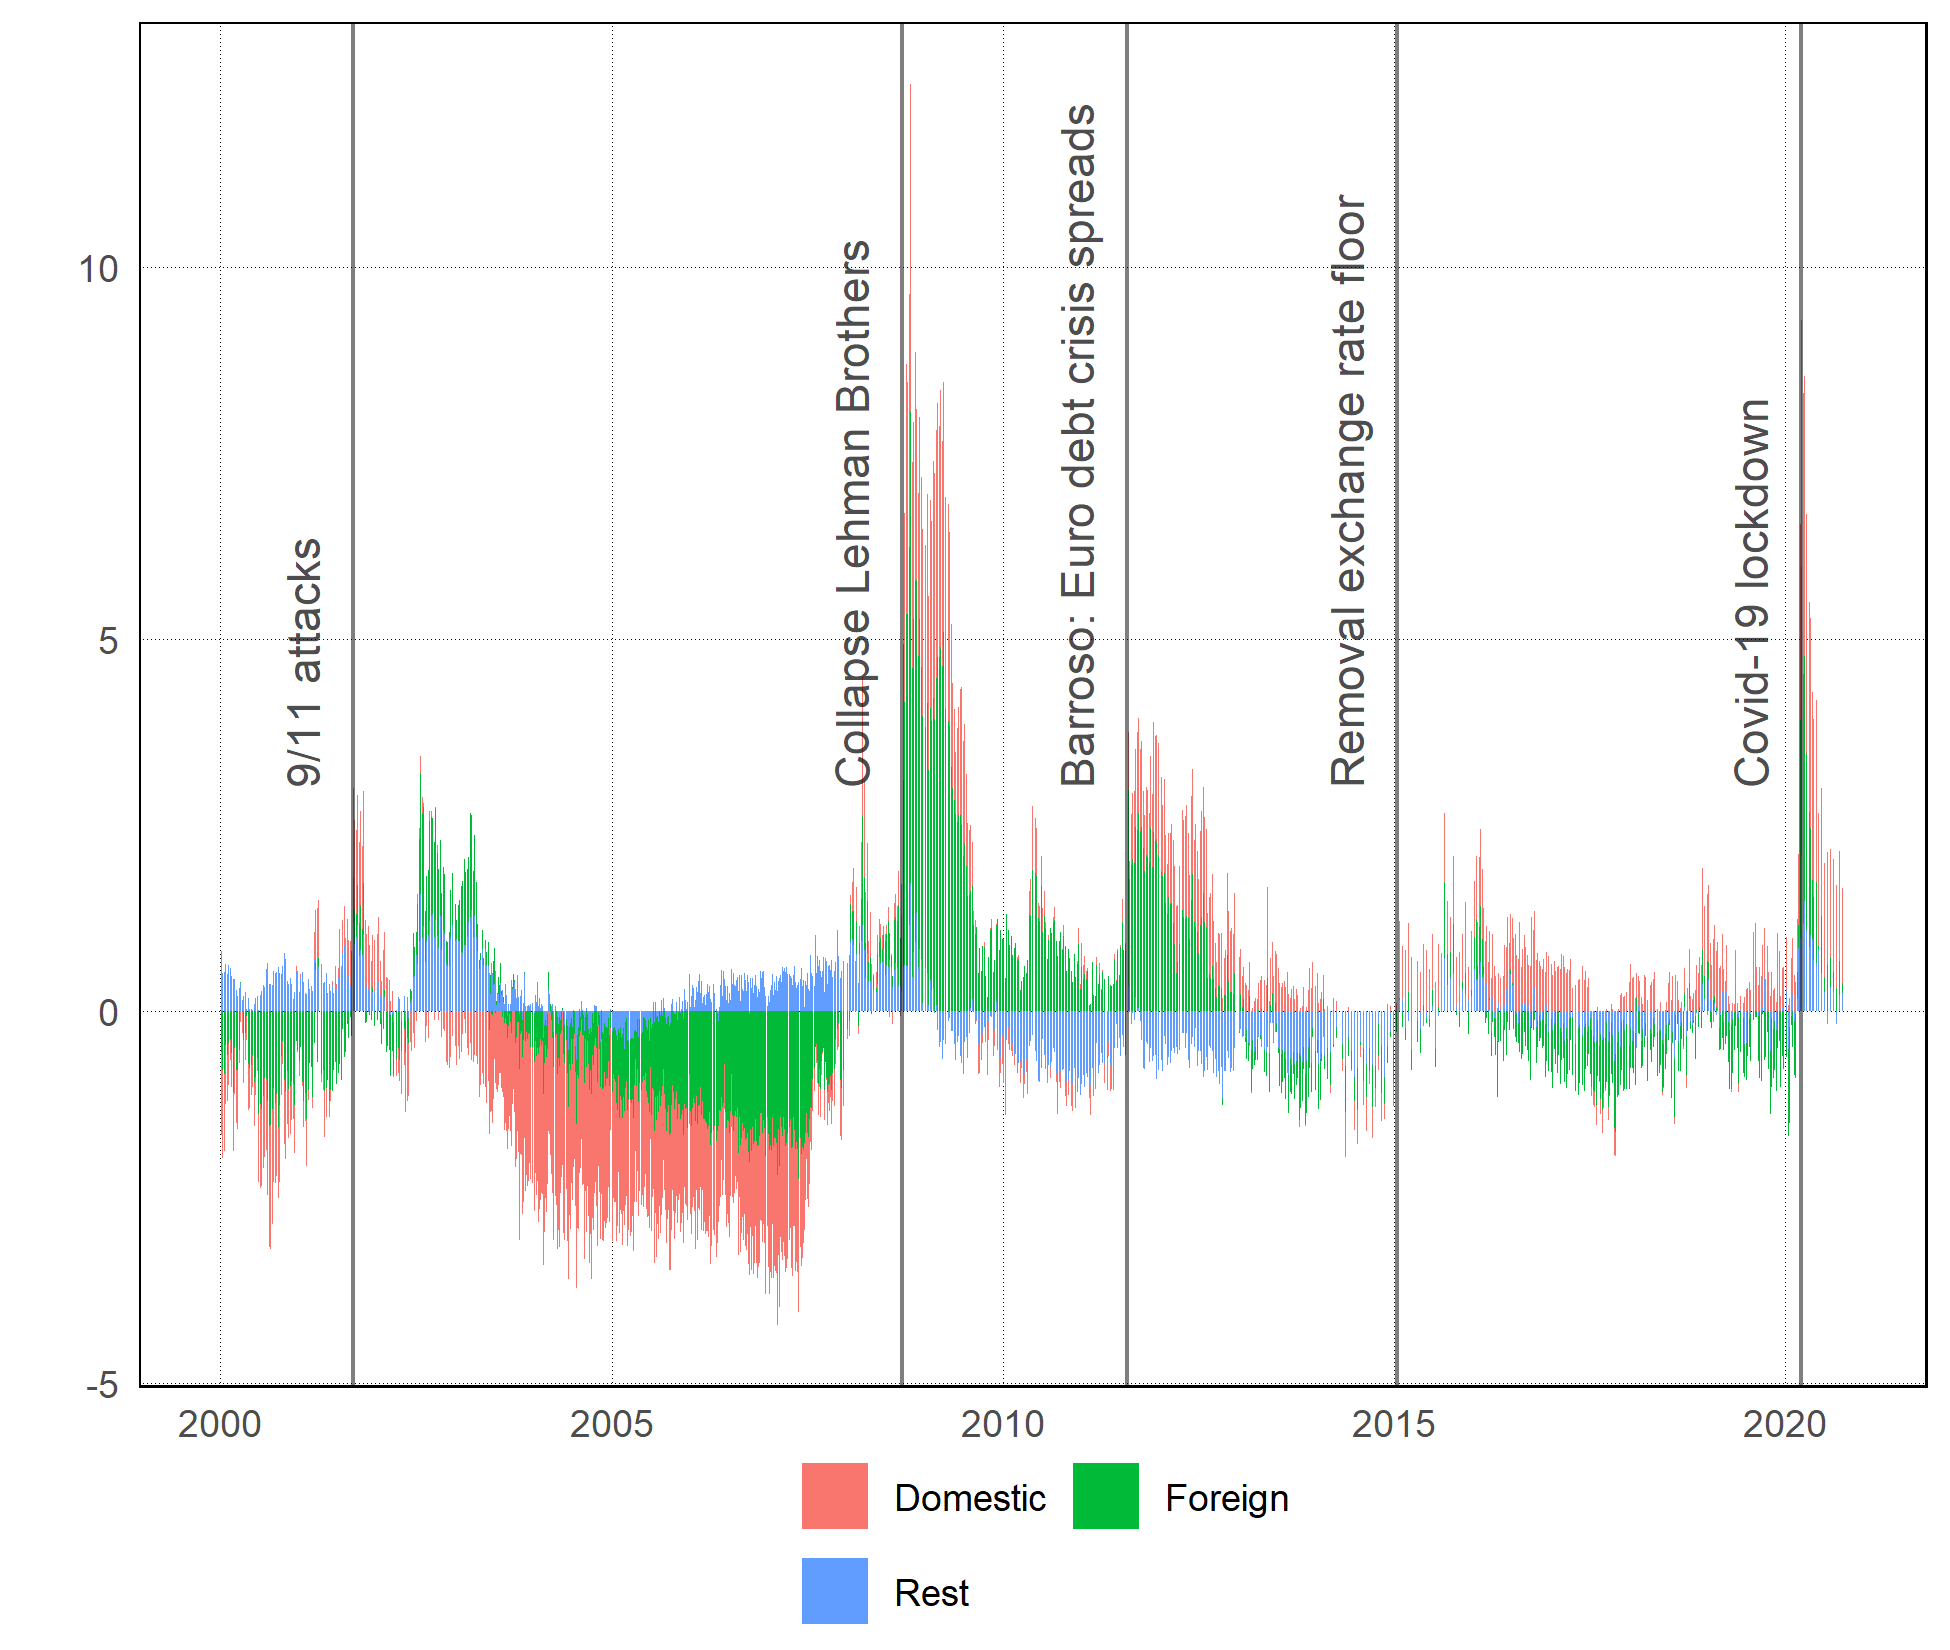 10
5
0
-5
9/11 attacks
Collapse Lehman Brothers
Barroso: Euro debt crisis spreads
Removal exchange rate floor
Covid-19 lockdown
2000
2005
2010
2015
2020
Domestic
Foreign
Rest